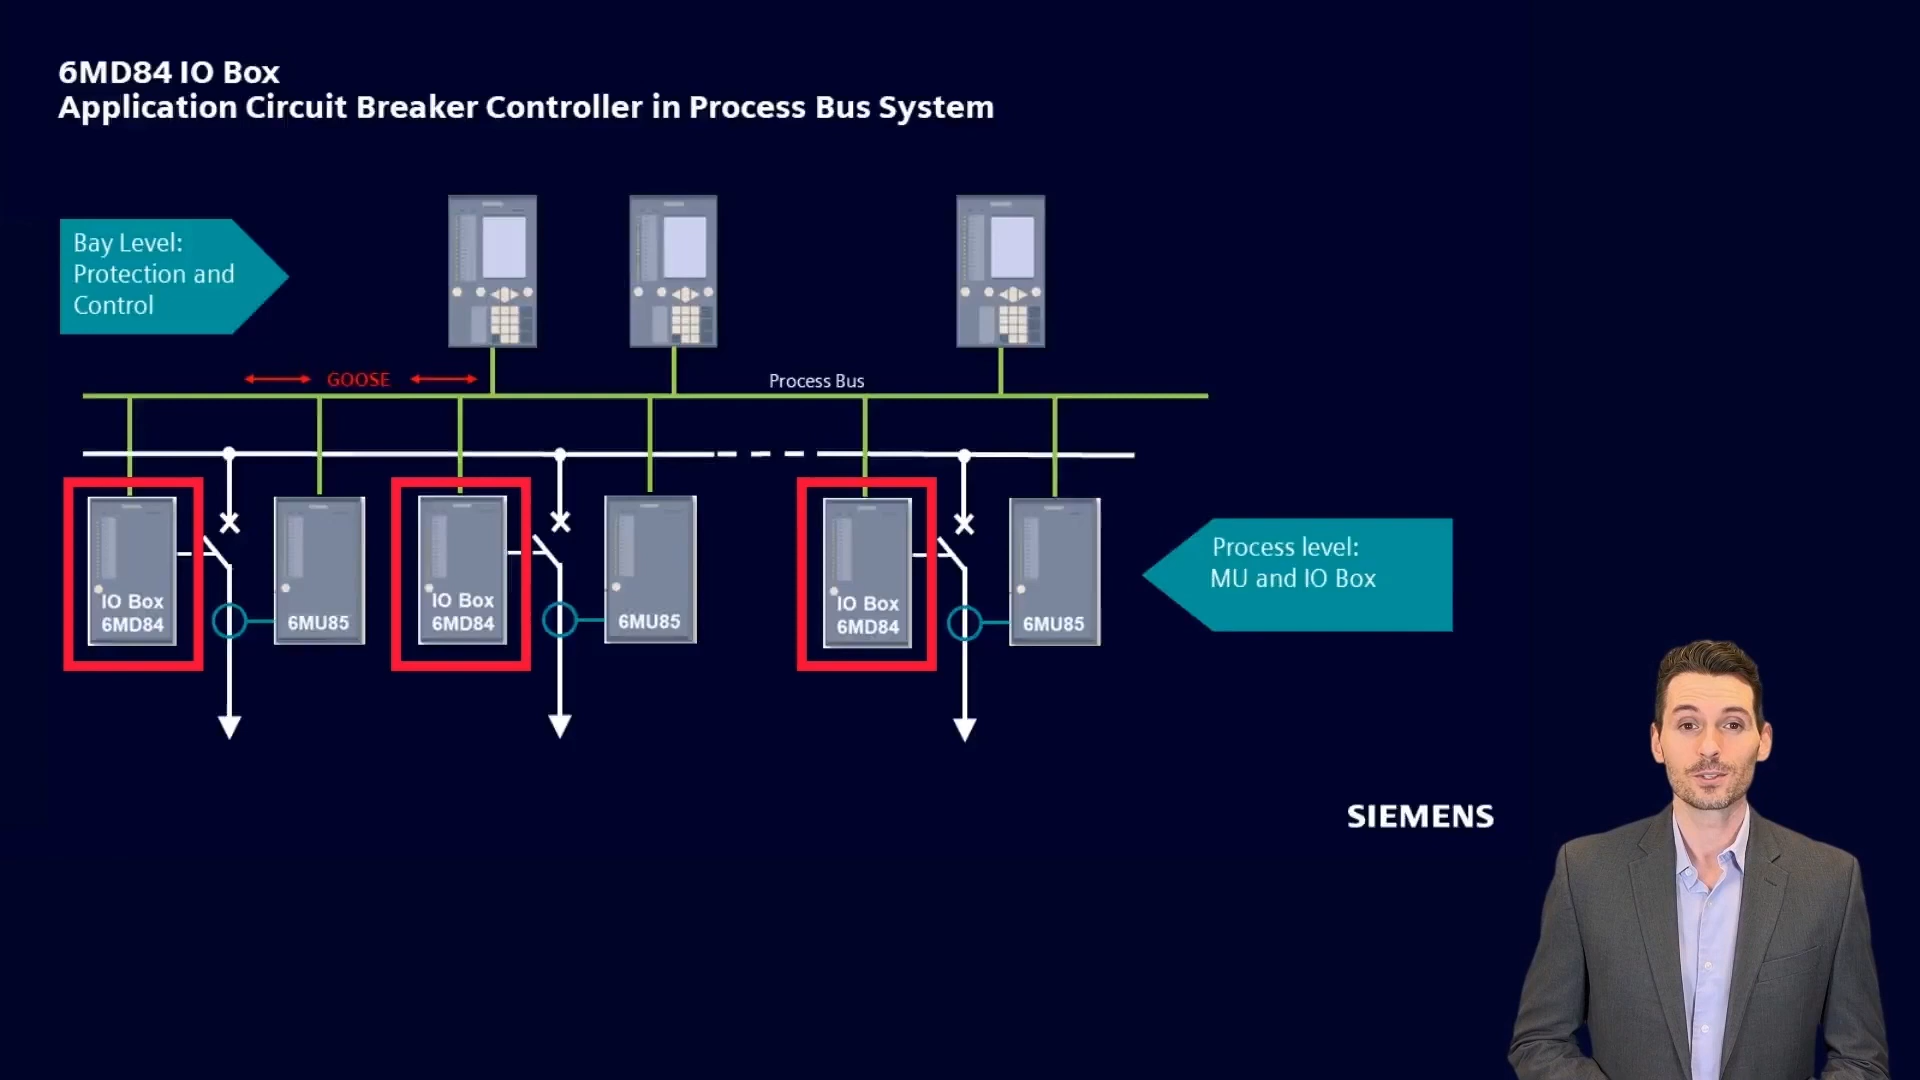 6MD84 IO Box
Application Circuit Breaker Controller in Process Bus System
Bay Level:
Protection and
Control
GOOSE
Process Bus
IO Box
6MD84
6MU85
IO Box
6MD84
6MU85
IO Box
6MD84
6MU85
Process level:
MU and IO Box
SIEMENS